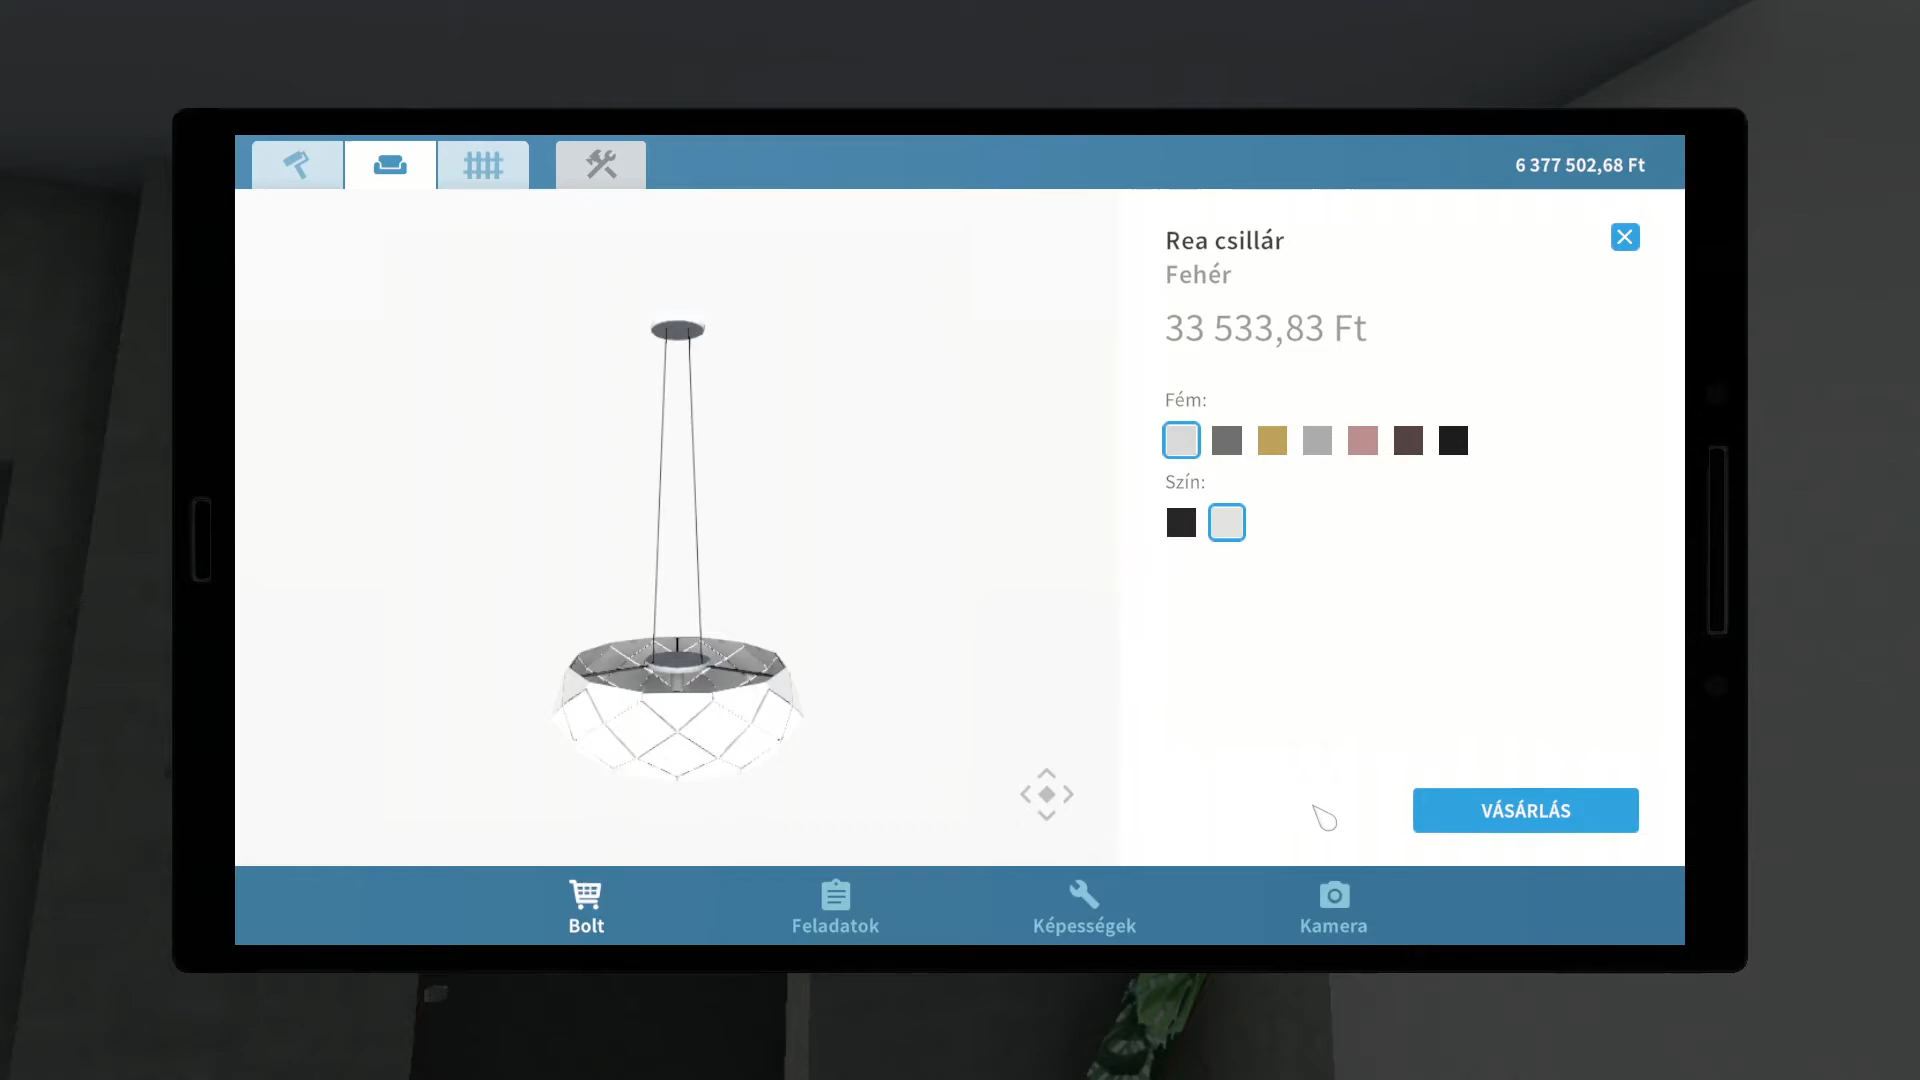 6 377 502,68 Ft
Rea csillár
Fehér
33 533,83 Ft
Fém:
Szín:
VÁSÁRLÁS
Bolt
Feladatok
Képességek
Kamera